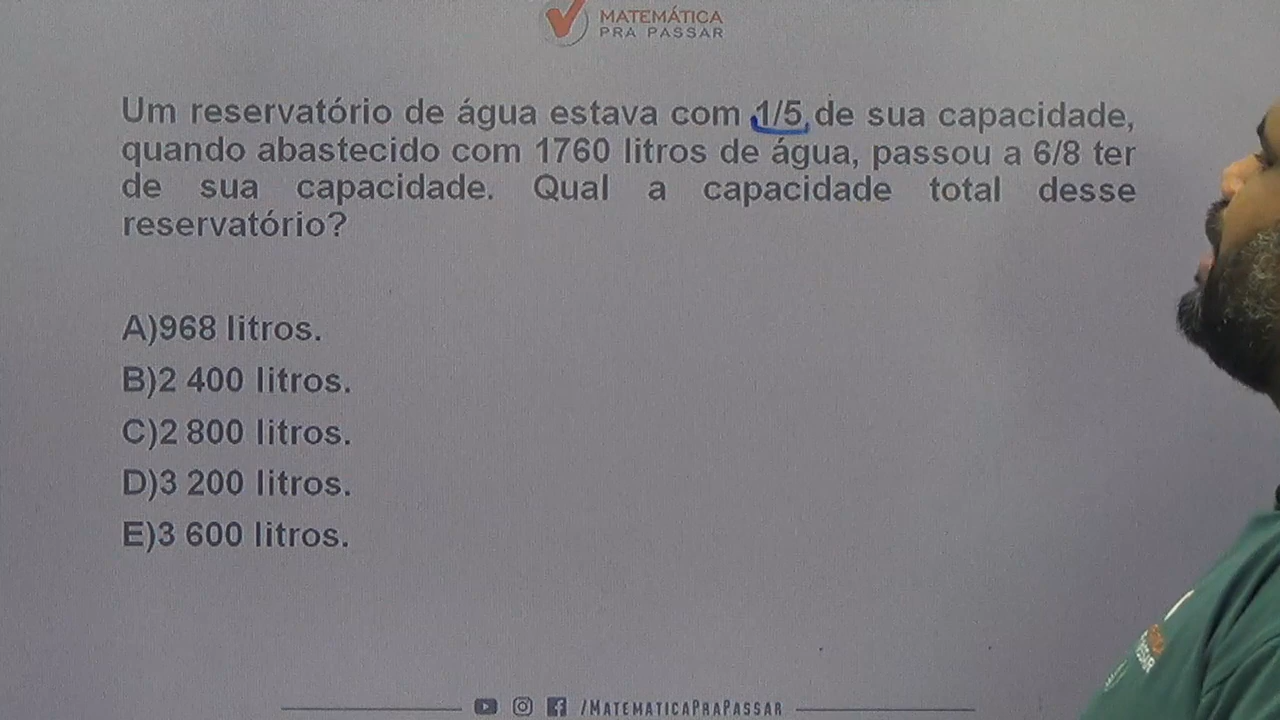 MATEMÁTICA
PRA PASSAR
Um reservatório de água estava com 1/5 de sua capacidade,
quando abastecido com 1760 litros de água, passou a 6/8 ter
de sua capacidade. Qual a capacidade total desse
reservatório?
A)968 litros.
B)2 400 litros.
C)2 800 litros.
D)3 200 litros.
E)3 600 litros.
/MATEMATICAPRAPASSAR